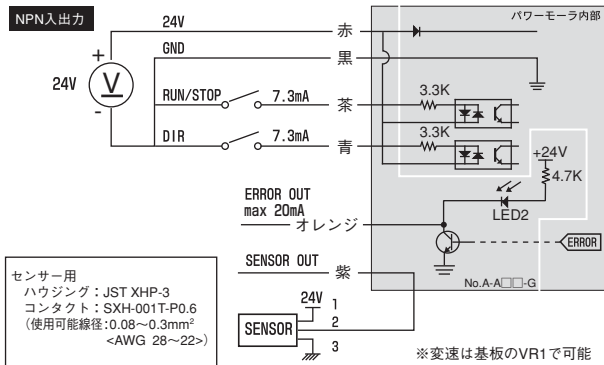 NPN入出力
パワーモーラ内部
24V
赤
GND
黒
+
24V
V
-
RUN/STOP
7.3mA
茶
3.3K
DIR
7.3mA
青
3.3K
+24V
4.7K
LED2
ERROR OUT
max 20mA
オレンジ
ERROR
SENSOR OUT
紫
No.A-A□□-G
センサー用
ハウジング：JST XHP-3
コンタクト：SXH-001T-P0.6
(使用可能線径：0.08～0.3mm²
<AWG 28～22>)
24V
1
SENSOR
2
3
※変速は基板のVR1で可能